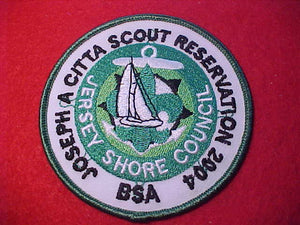 JOSEPH A CITTA SCOUT RESERVATION 2004
JERSEY SHORE COUNCIL
BSA